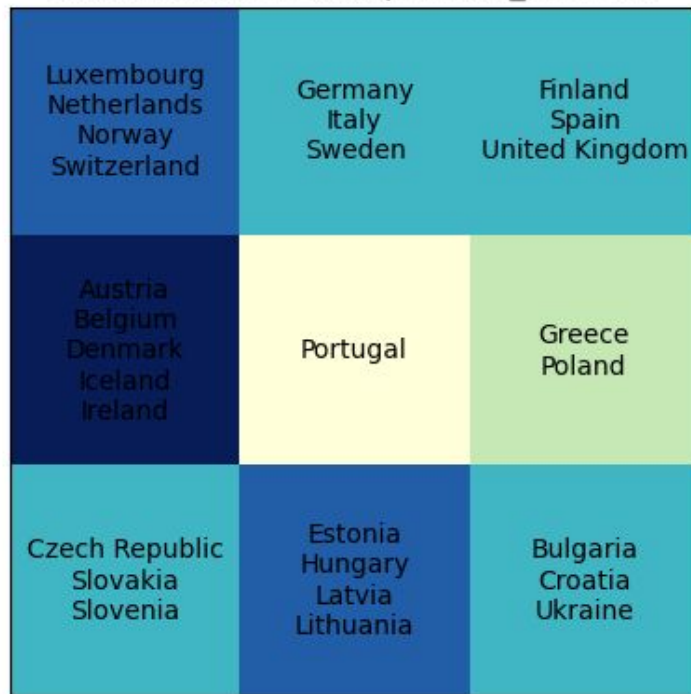 Luxembourg
Netherlands
Norway
Switzerland
Germany
Italy
Sweden
Finland
Spain
United Kingdom
Austria
Belgium
Denmark
Iceland
Ireland
Portugal
Greece
Poland
Czech Republic
Slovakia
Slovenia
Estonia
Hungary
Latvia
Lithuania
Bulgaria
Croatia
Ukraine